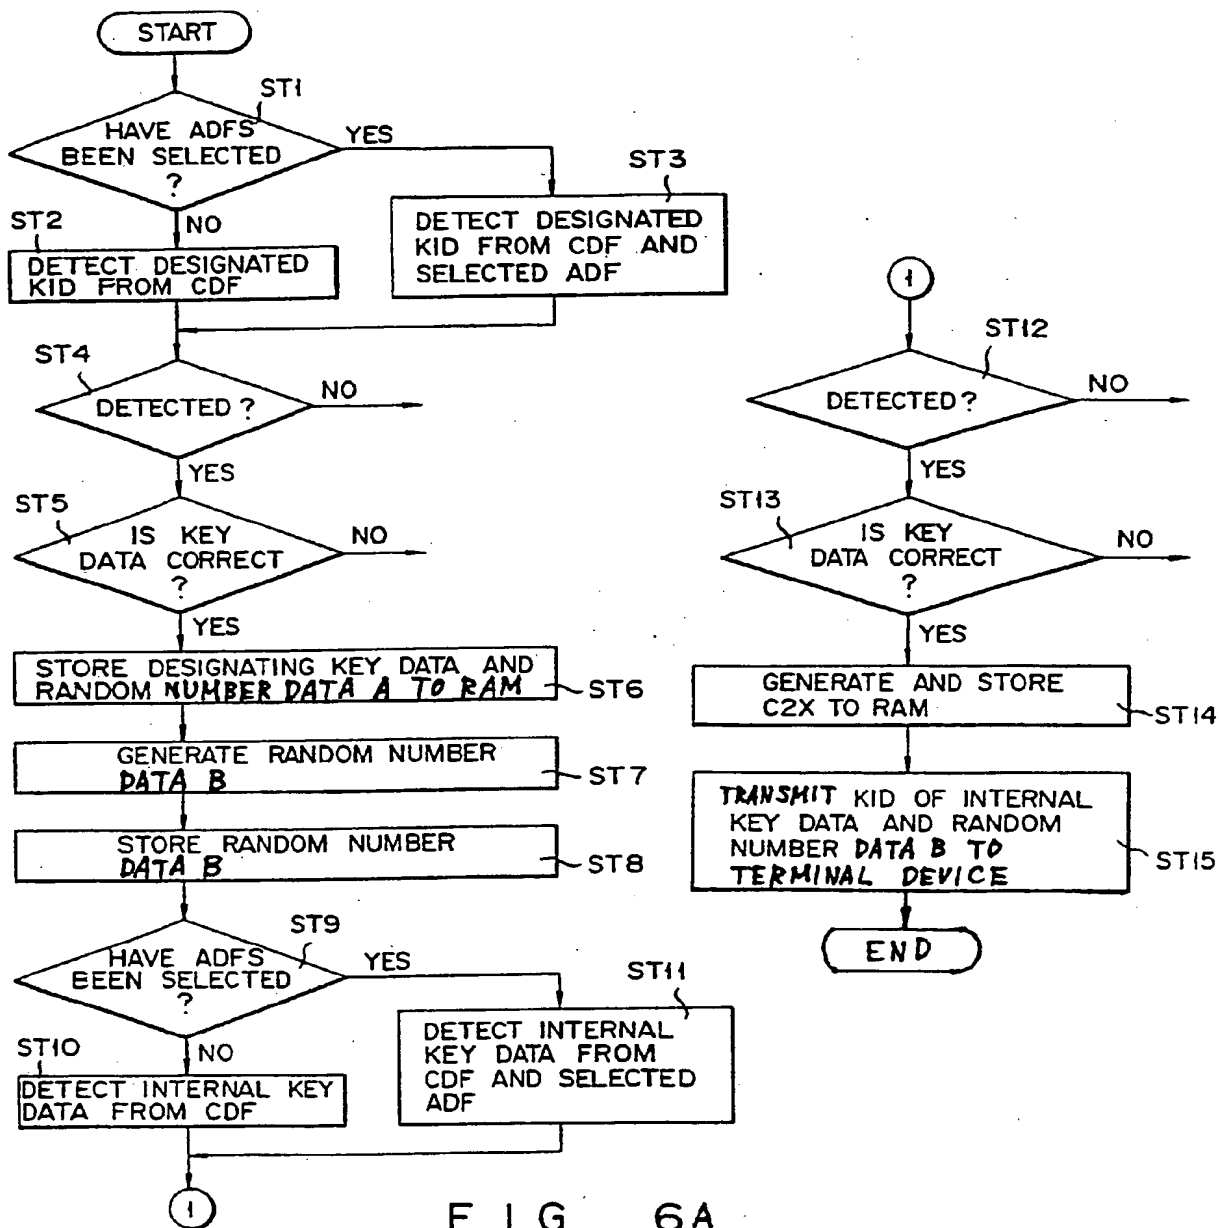 START
ST1
HAVE ADFS
BEEN SELECTED
?
YES
NO
ST2
DETECT DESIGNATED
KID FROM CDF
ST3
DETECT DESIGNATED
KID FROM CDF AND
SELECTED ADF
ST4
DETECTED?
NO
YES
ST5
IS KEY
DATA CORRECT
?
NO
YES
STORE DESIGNATING KEY DATA AND
RANDOM NUMBER DATA A TO RAM
ST6
GENERATE RANDOM NUMBER
DATA B
ST7
STORE RANDOM NUMBER
DATA B
ST8
ST9
HAVE ADFS
BEEN SELECTED
?
YES
NO
ST10
DETECT INTERNAL KEY
DATA FROM CDF
ST11
DETECT INTERNAL
KEY DATA FROM
CDF AND SELECTED
ADF
1
1
ST12
DETECTED?
NO
YES
ST13
IS KEY
DATA CORRECT
?
NO
YES
GENERATE AND STORE
C2X TO RAM
ST14
TRANSMIT KID OF INTERNAL
KEY DATA AND RANDOM
NUMBER DATA B TO
TERMINAL DEVICE
ST15
END
FIG 6A